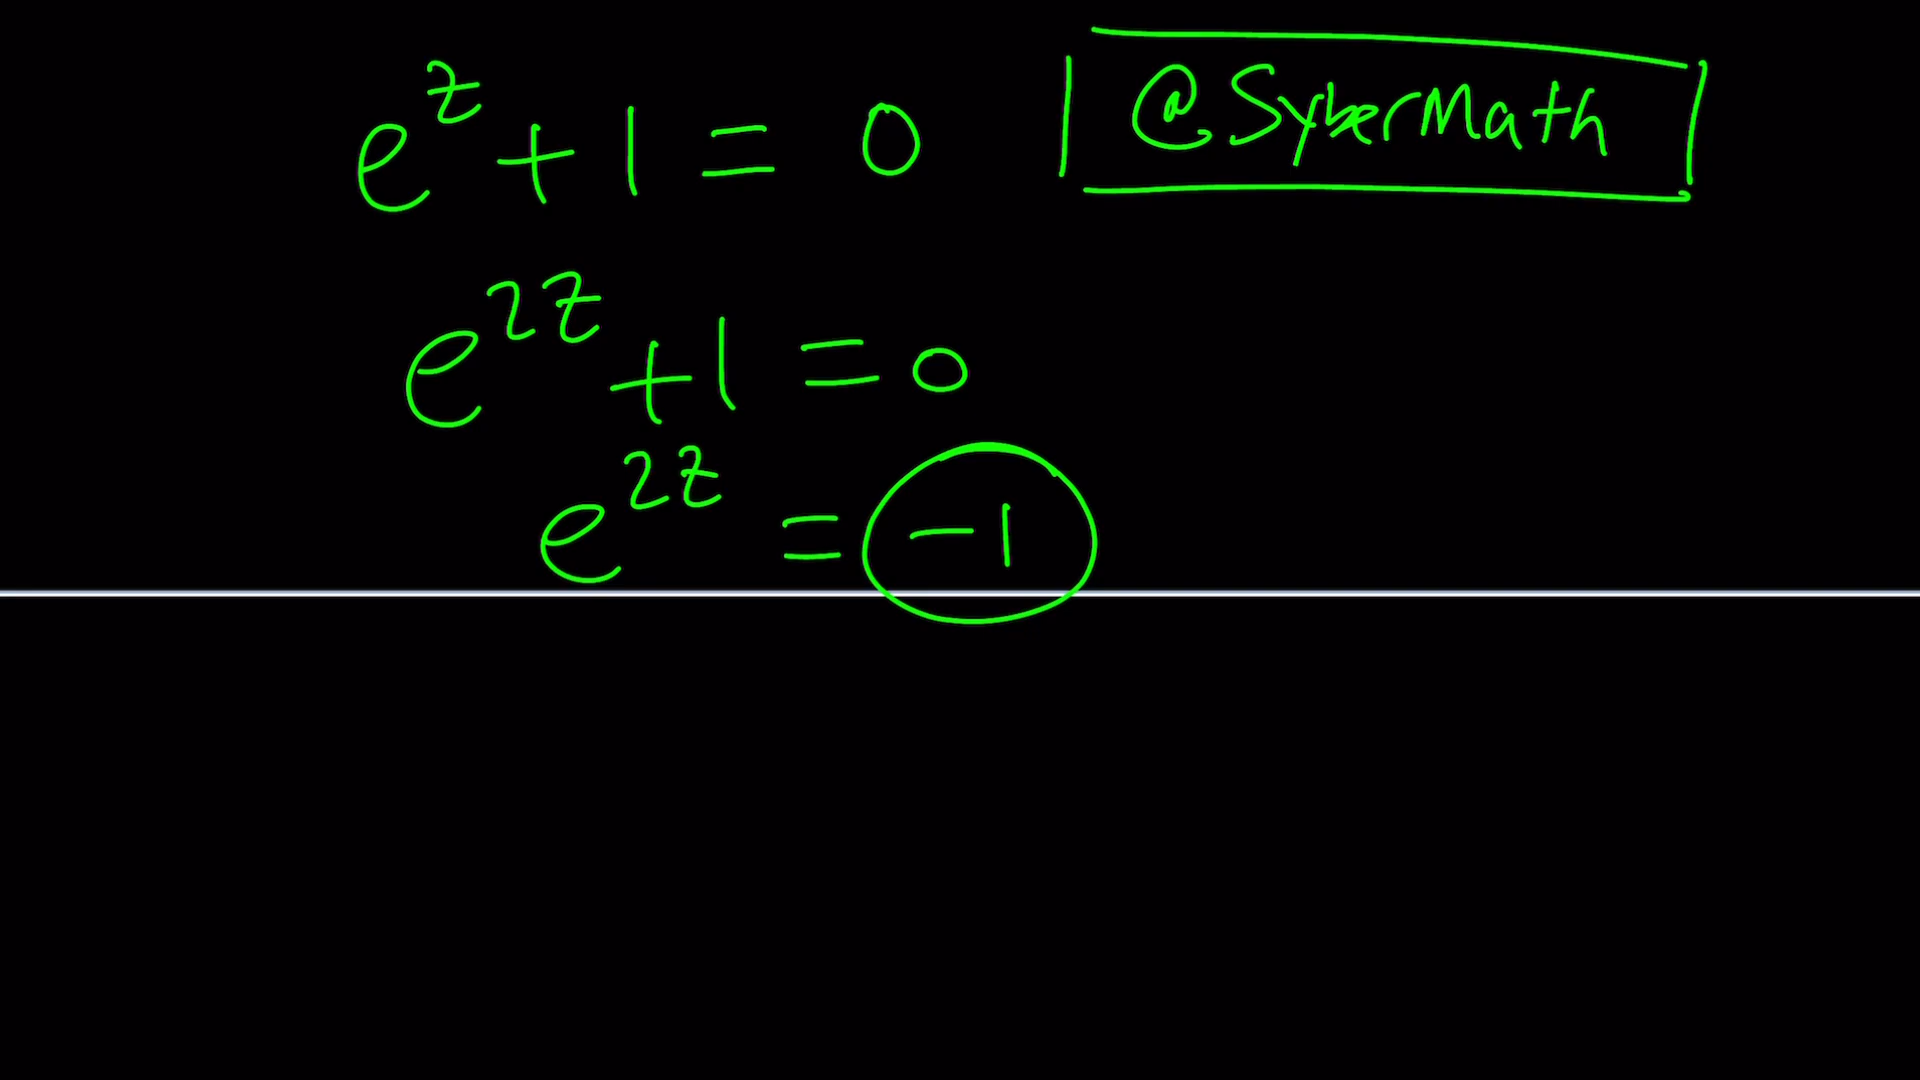 e^z + 1 = 0
@SyberMath
e^{2z} + 1 = 0
e^{2z} = -1